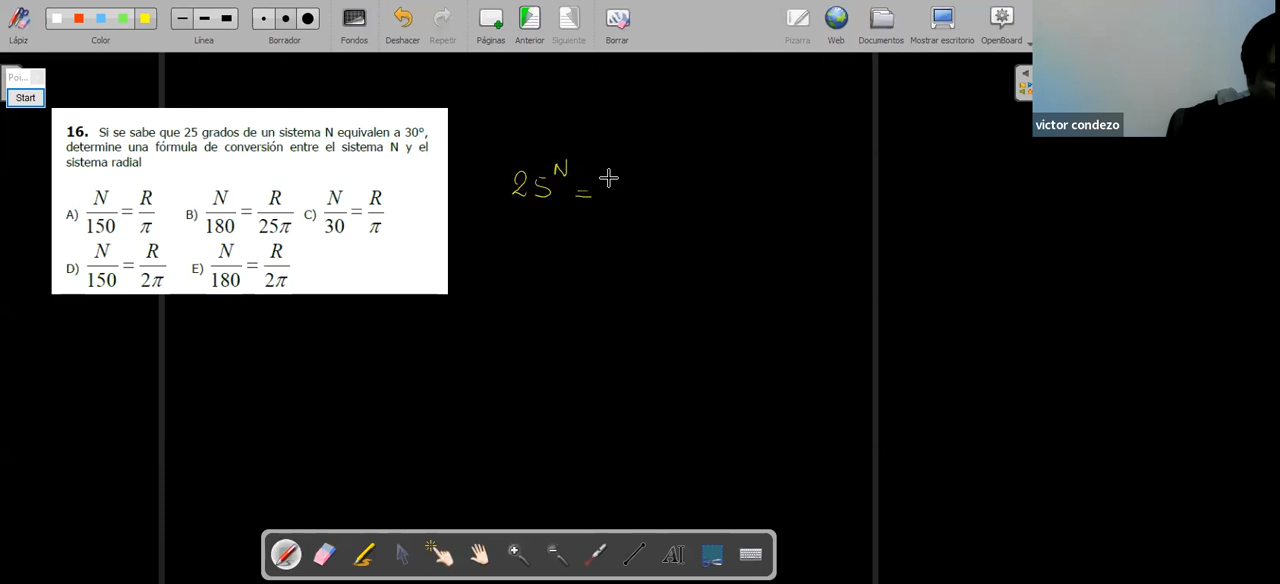 Lápiz
Color
Línea
Borrador
Fondos
Deshacer
Repetir
Páginas
Anterior
Siguiente
Borrar
Pizarra
Web
Documentos
Mostrar escritorio
OpenBoard
Poi...
Start
victor condezo
16. Si se sabe que 25 grados de un sistema N equivalen a 30°,
determine una fórmula de conversión entre el sistema N y el
sistema radial
A) N/150 = R/π B) N/180 = R/25π C) N/30 = R/π
D) N/150 = R/2π E) N/180 = R/2π
25^N =
AI